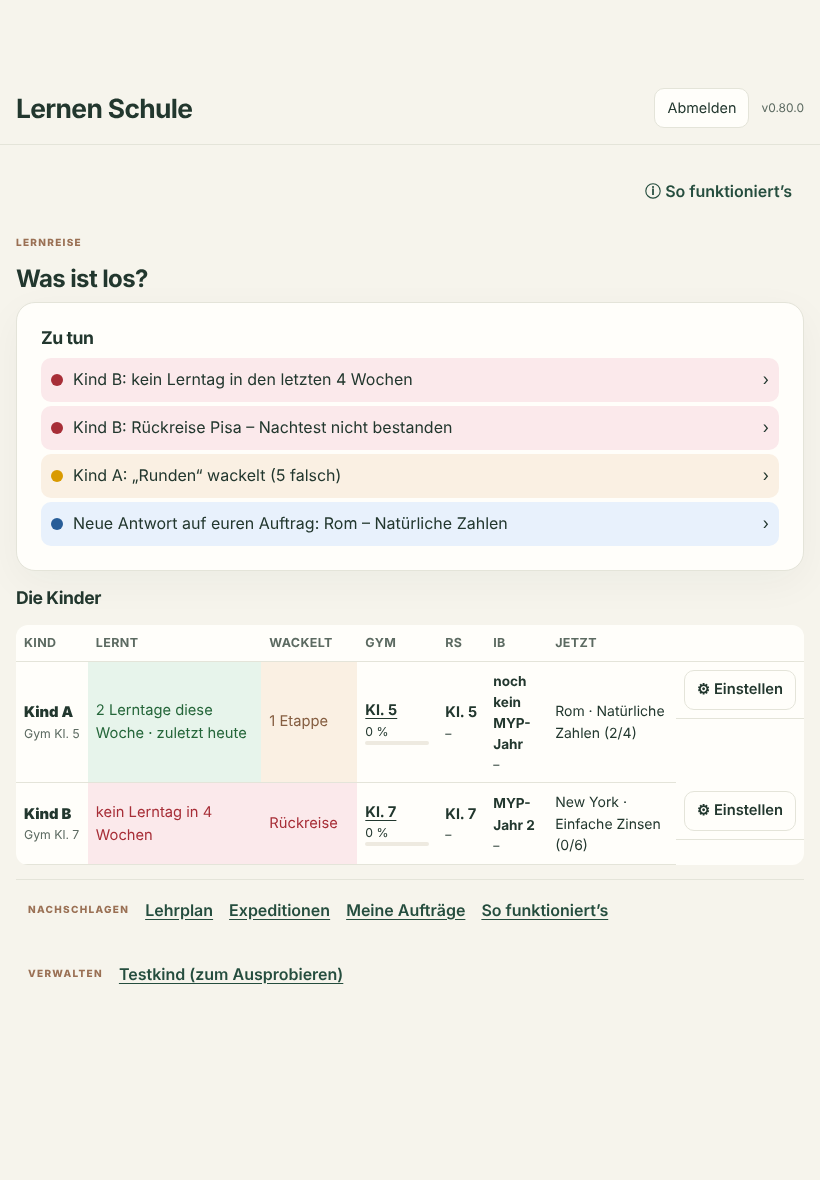 Lernen Schule
Abmelden
v0.80.0
ⓘ So funktioniert’s
LERNREISE
Was ist los?
Zu tun
Kind B: kein Lerntag in den letzten 4 Wochen ›
Kind B: Rückreise Pisa – Nachtest nicht bestanden ›
Kind A: „Runden“ wackelt (5 falsch) ›
Neue Antwort auf euren Auftrag: Rom – Natürliche Zahlen ›
Die Kinder
KIND LERNT WACKELT GYM RS IB JETZT
Kind A
Gym Kl. 5
2 Lerntage diese
Woche · zuletzt heute
1 Etappe
Kl. 5
0 %
Kl. 5
–
noch
kein
MYP-
Jahr
–
Rom · Natürliche
Zahlen (2/4)
⚙ Einstellen
Kind B
Gym Kl. 7
kein Lerntag in 4
Wochen
Rückreise
Kl. 7
0 %
Kl. 7
–
MYP-
Jahr 2
–
New York ·
Einfache Zinsen
(0/6)
⚙ Einstellen
NACHSCHLAGEN Lehrplan Expeditionen Meine Aufträge So funktioniert’s
VERWALTEN Testkind (zum Ausprobieren)